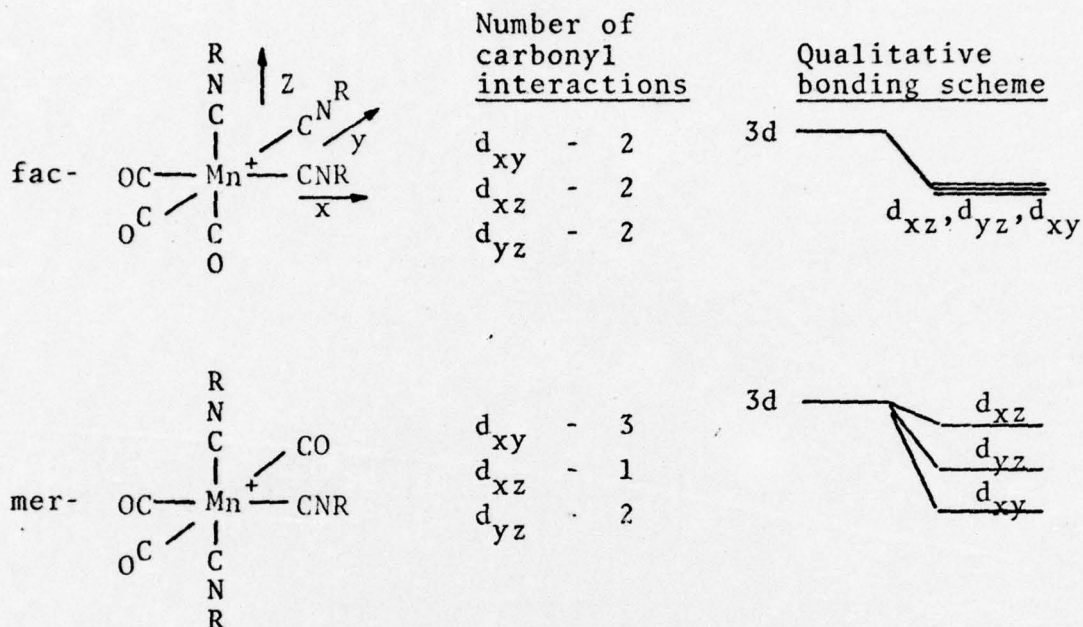 Number of
carbonyl
interactions
Qualitative
bonding scheme
fac-
R
N
C
Z
C N R
y
OC Mn + CNR
x
O C
C
O
d xy - 2
d xz - 2
d yz - 2
3d
d xz, d yz, d xy
mer-
R
N
C
CO
OC Mn + CNR
O C
C
N
R
d xy - 3
d xz - 1
d yz - 2
3d
d xz
d yz
d xy